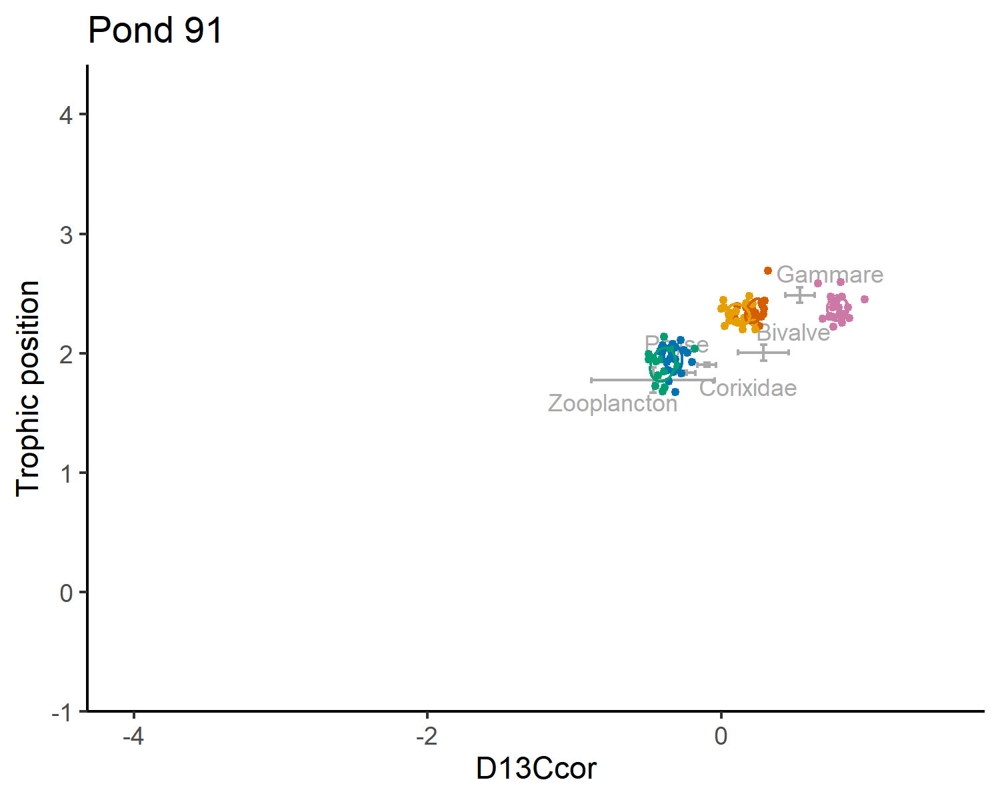 Pond 91
4
3
2
1
0
-1
Trophic position
Gammare
Bivalve
Corixidae
Zooplancton
-4
-2
0
D13Ccor